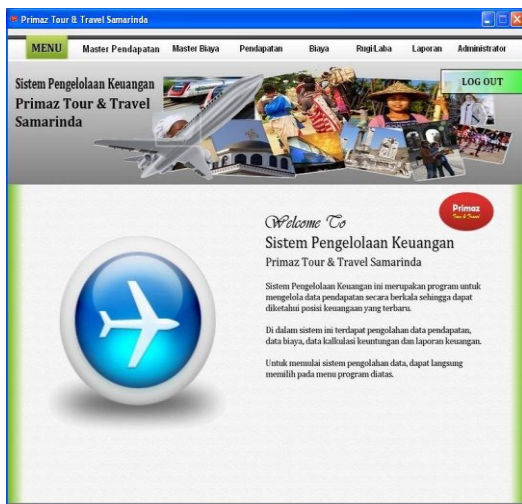 Primaz Tour & Travel Samarinda
MENU Master Pendapatan Master Biaya Pendapatan Biaya Rugi/Laba Laporan Administrator
LOG OUT
Sistem Pengelolaan Keuangan
Primaz Tour & Travel
Samarinda
Primaz
Tour & Travel
Welcome To
Sistem Pengelolaan Keuangan
Primaz Tour & Travel Samarinda
Sistem Pengelolaan Keuangan ini merupakan program untuk
mengelola data pendapatan secara berkala sehingga dapat
diketahui posisi keuangaan yang terbaru.
Di dalam sistem ini terdapat pengolahan data pendapatan,
data biaya, data kalkulasi keuntungan dan laporan keuangan.
Untuk memulai sistem pengolahan data, dapat langsung
memilih pada menu program diatas.